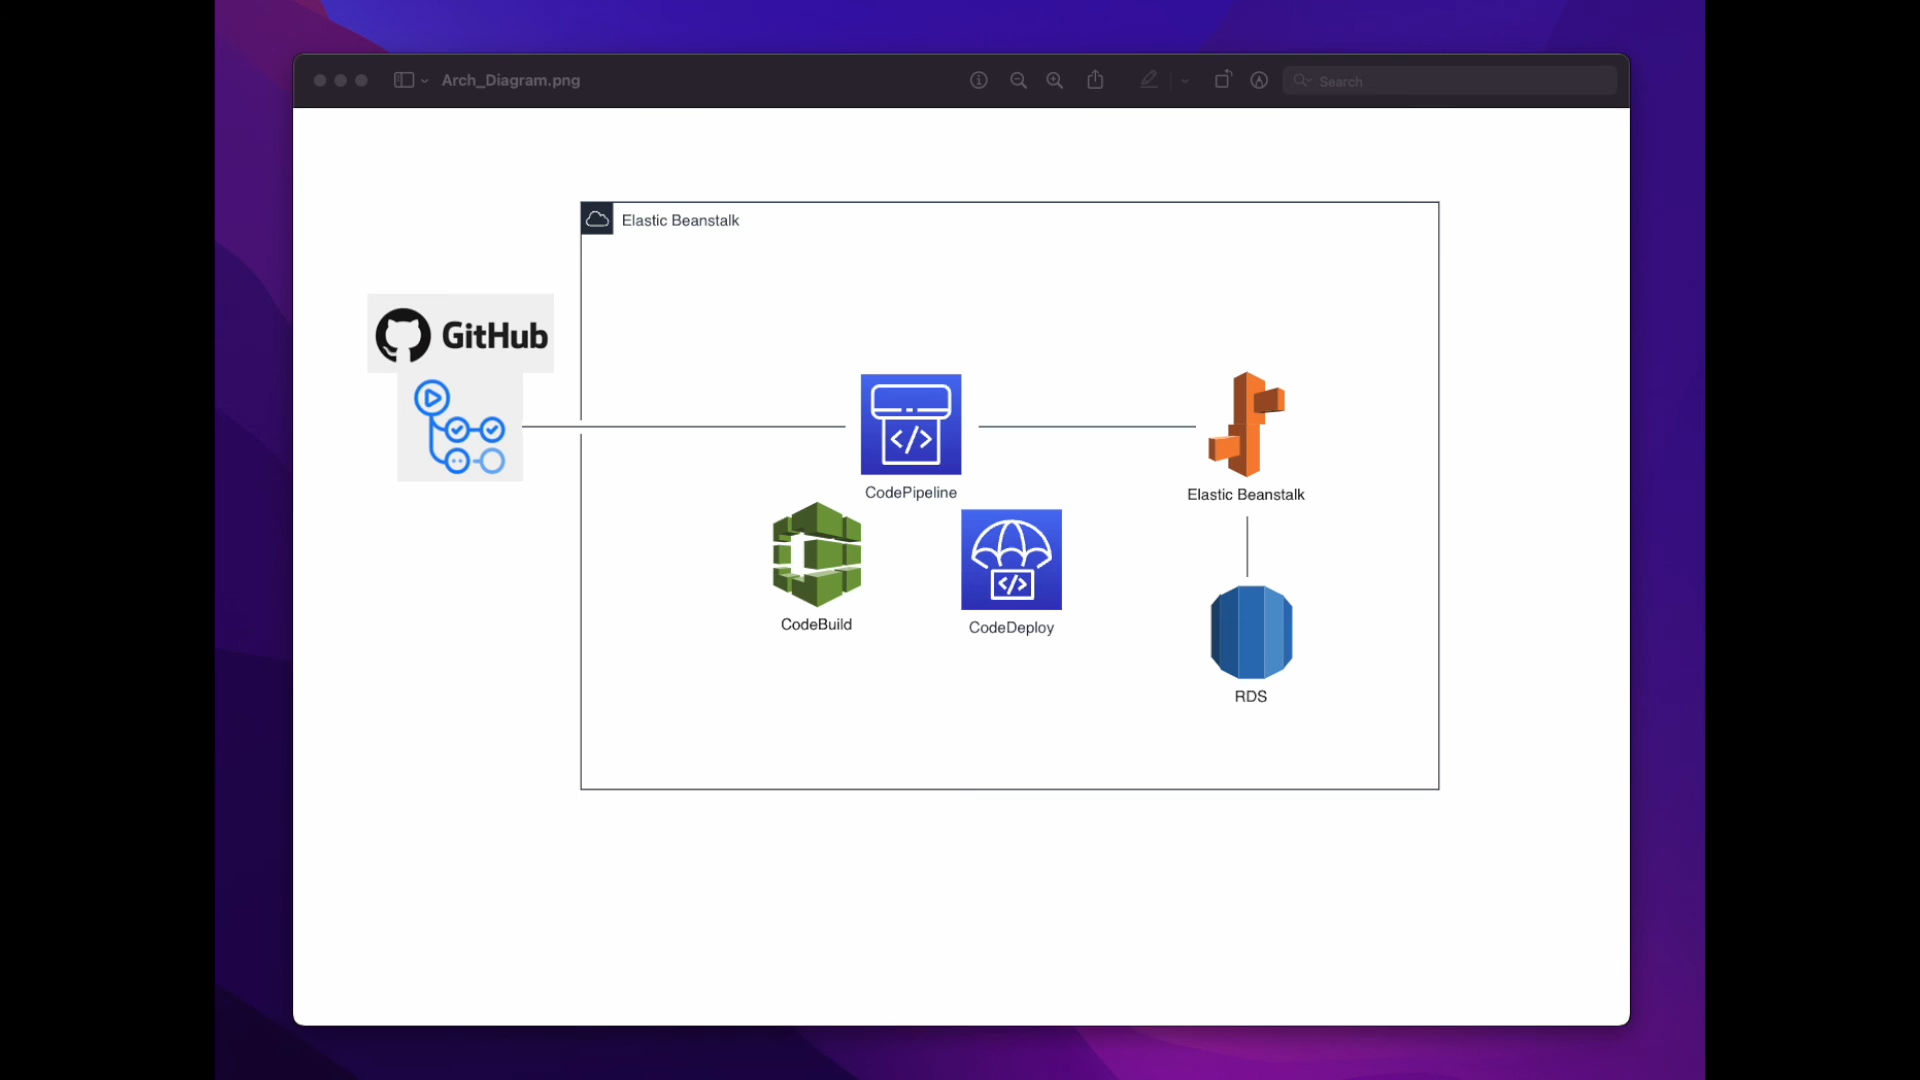 Arch_Diagram.png
Search
Elastic Beanstalk
GitHub
CodePipeline
Elastic Beanstalk
CodeBuild
CodeDeploy
RDS